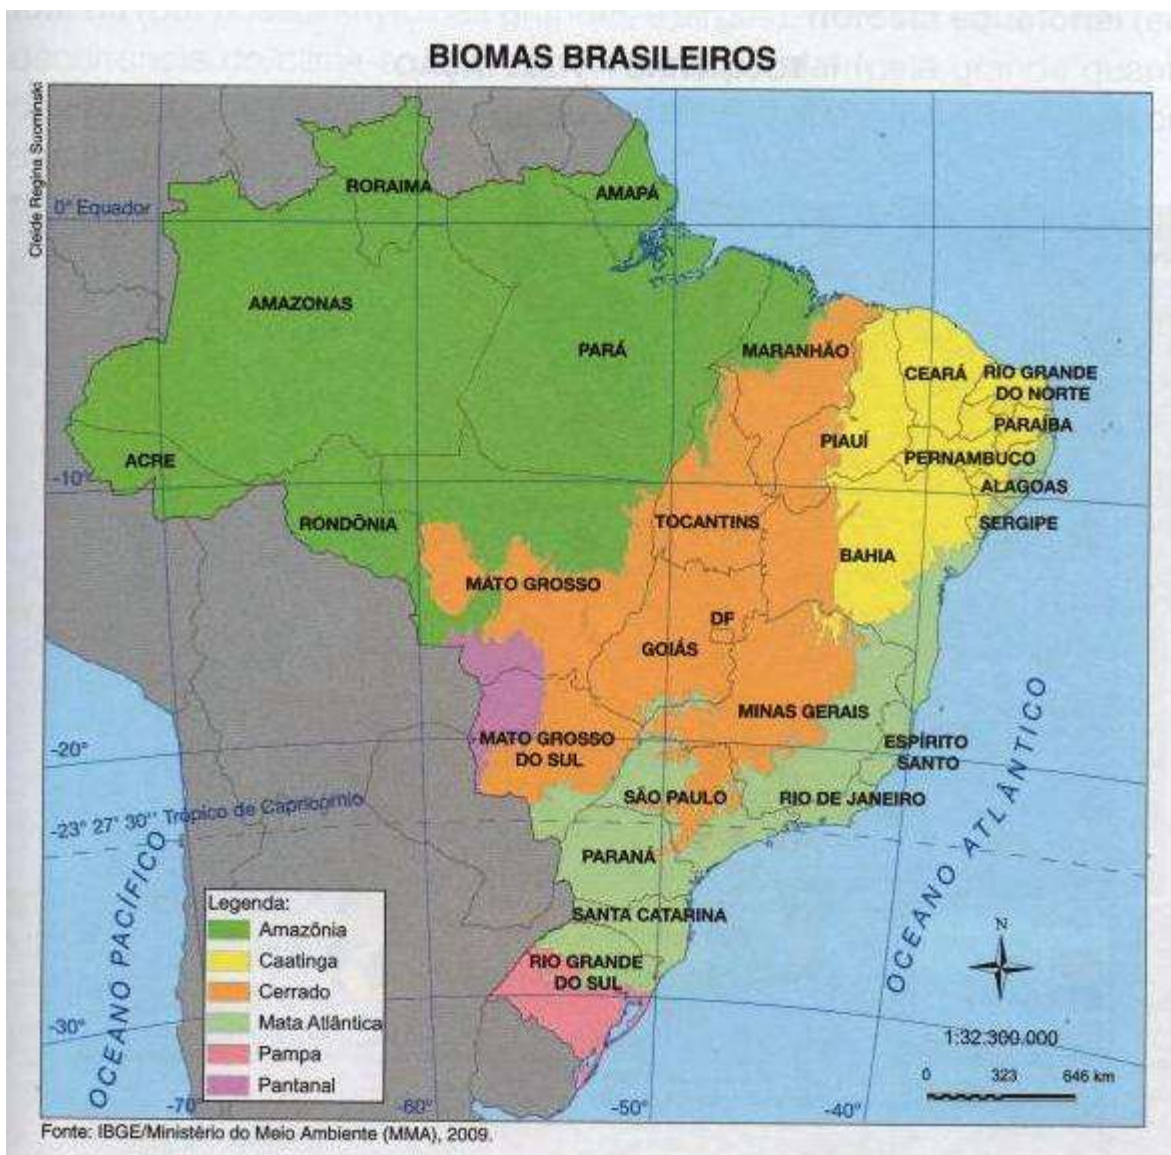 BIOMAS BRASILEIROS
Cleide Regina Suominski
RORAIMA
AMAPÁ
0° Equador
AMAZONAS
PARÁ
MARANHÃO
CEARÁ
RIO GRANDE
DO NORTE
PARAÍBA
PIAUÍ
PERNAMBUCO
ACRE
-10°
ALAGOAS
RONDÔNIA
TOCANTINS
SERGIPE
BAHIA
MATO GROSSO
DF
GOIÁS
MINAS GERAIS
-20°
MATO GROSSO
DO SUL
ESPÍRITO
SANTO
SÃO PAULO
RIO DE JANEIRO
-23° 27' 30'' Trópico de Capricórnio
PARANÁ
OCEANO PACÍFICO
OCEANO ATLÂNTICO
SANTA CATARINA
RIO GRANDE
DO SUL
Legenda:
Amazônia
Caatinga
Cerrado
Mata Atlântica
Pampa
Pantanal
N
-30°
1:32.300.000
0 323 646 km
-70°
-60°
-50°
-40°
Fonte: IBGE/Ministério do Meio Ambiente (MMA), 2009.